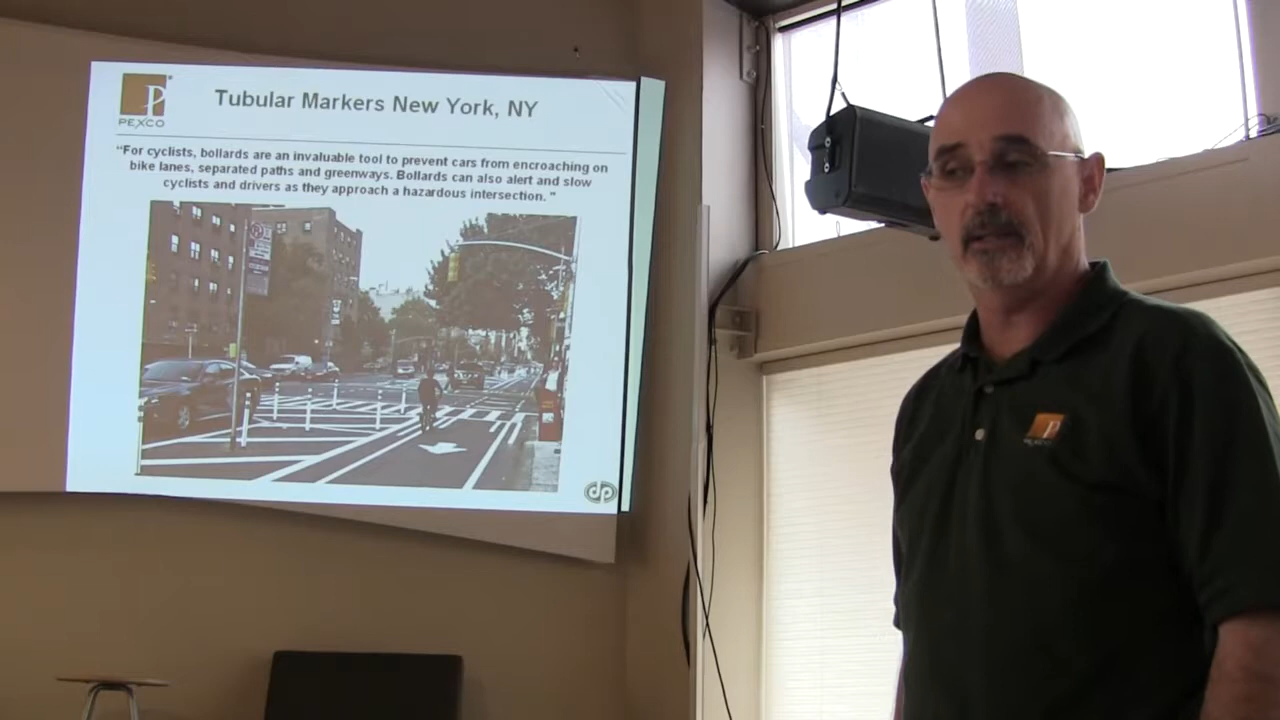 P
PEXCO
Tubular Markers New York, NY
“For cyclists, bollards are an invaluable tool to prevent cars from encroaching on
bike lanes, separated paths and greenways. Bollards can also alert and slow
cyclists and drivers as they approach a hazardous intersection. ”
dp
P
PEXCO